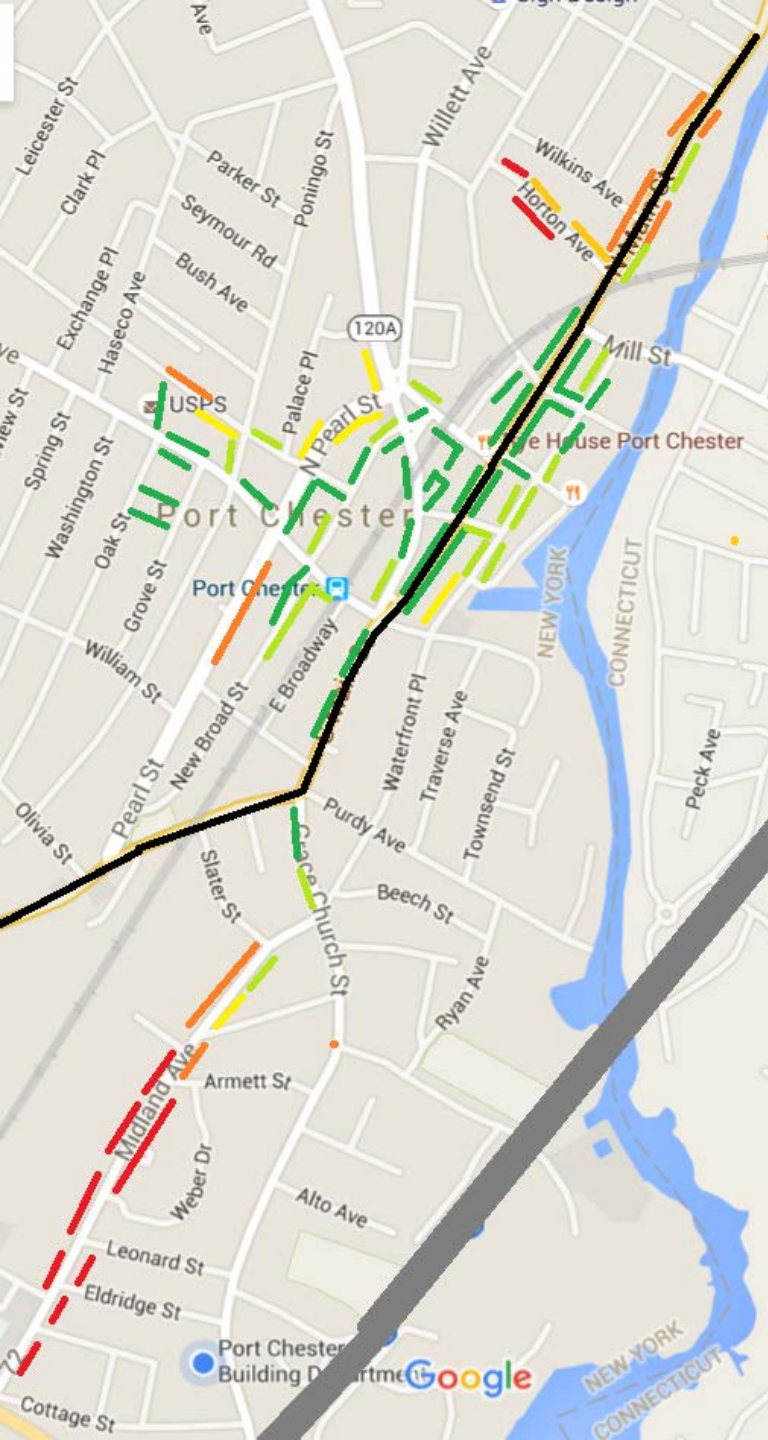 Ave
Willett Ave
Leicester St
Clark Pl
Parker St
Poningo St
Wilkins Ave
Horton Ave
N Main St
Seymour Rd
Bush Ave
Exchange Pl
Haseco Ave
120A
Mill St
Palace Pl
N Pearl St
USPS
Spring St
Washington St
Oak St
Grove St
House Port Chester
Port Chester
Port Chester
NEW YORK
CONNECTICUT
William St
E Broadway
New Broad St
Pearl St
Waterfront Pl
Traverse Ave
Townsend St
Peck Ave
Olivia St
Purdy Ave
Slater St
Grace Church St
Beech St
Ryan Ave
Midland Ave
Armett St
Weber Dr
Alto Ave
Leonard St
Eldridge St
72
Port Chester
Building D
Google
NEW YORK
CONNECTICUT
Cottage St